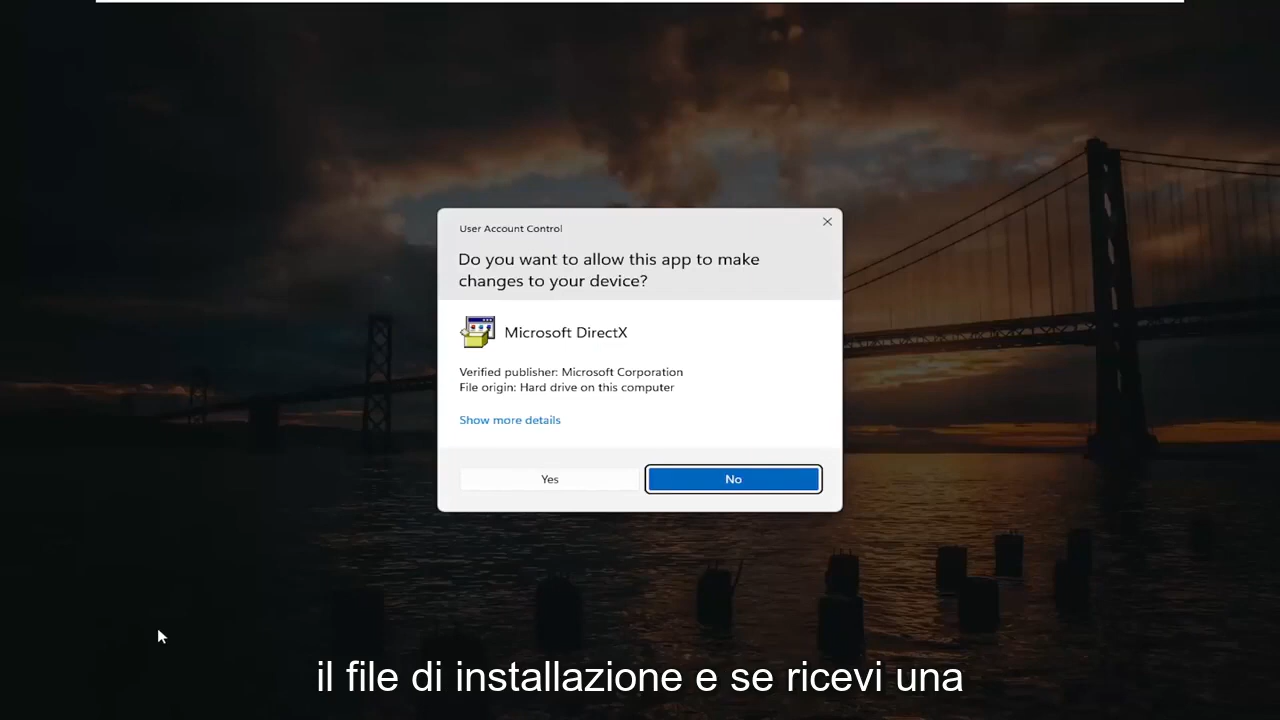 User Account Control
Do you want to allow this app to make
changes to your device?
Microsoft DirectX
Verified publisher: Microsoft Corporation
File origin: Hard drive on this computer
Show more details
Yes
No
il file di installazione e se ricevi una